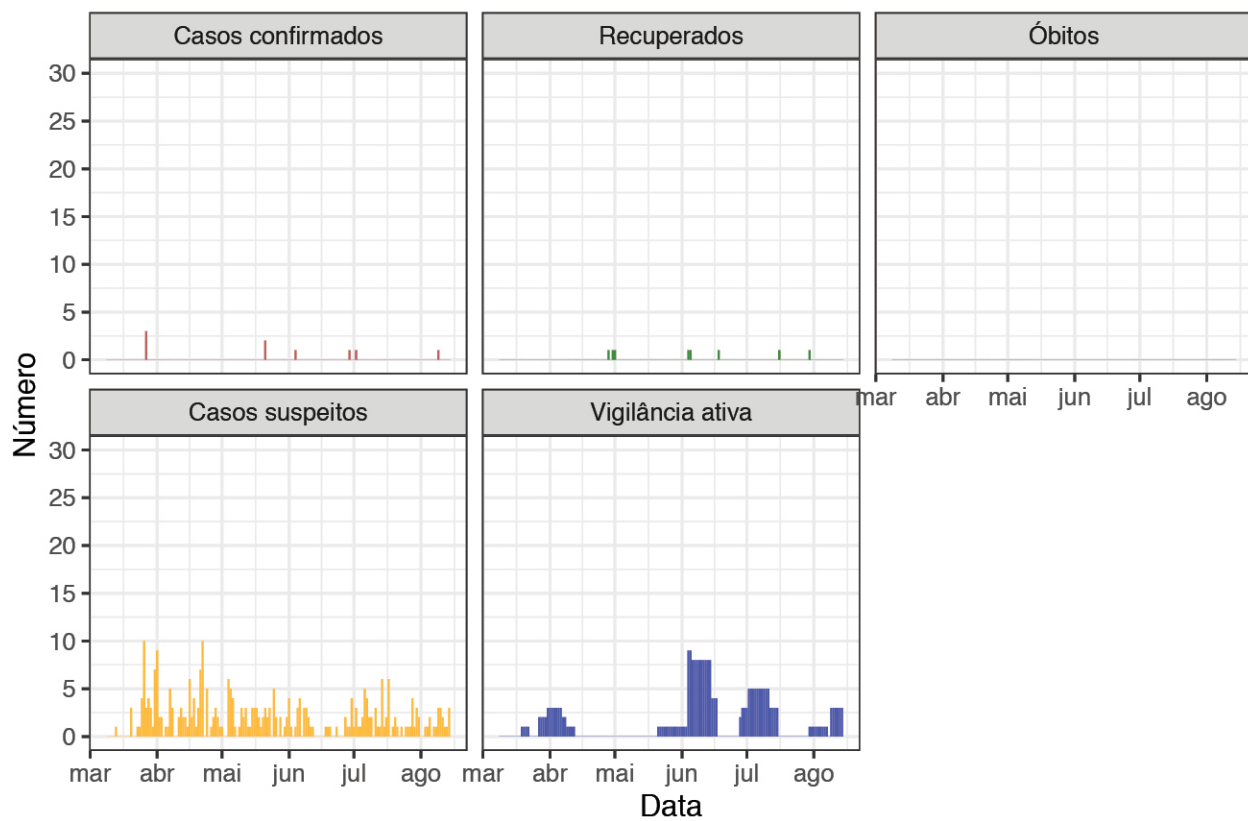 Casos confirmados Recuperados Óbitos
30
25
20
15
10
5
0
mar abr mai jun jul ago
Casos suspeitos Vigilância ativa
Número
30
25
20
15
10
5
0
mar abr mai jun jul ago mar abr mai jun jul ago
Data